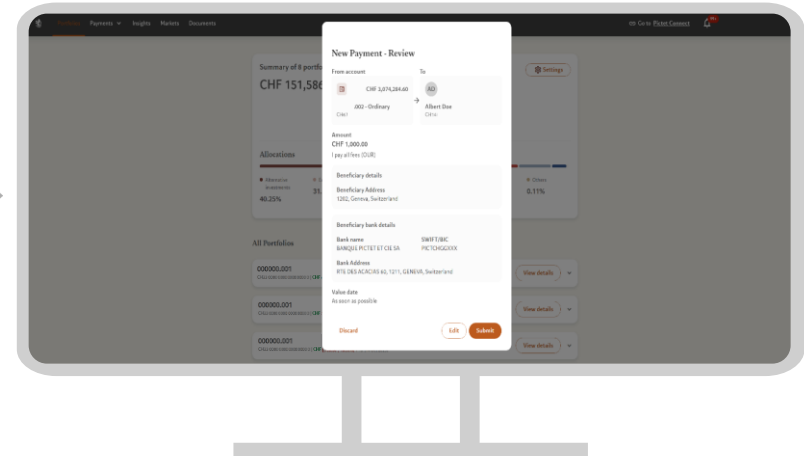 Payments Insights Markets Documents
Go to Pictet Connect
Summary of 8 portfo
CHF 151,586
Settings
Allocations
Alternative
Investments
40.25%
31.
Others
0.11%
All Portfolios
000000.001
View details
000000.001
View details
000000.001
View details
New Payment - Review
From account To
CHF 3,074,284.60 AD
.002 - Ordinary Albert Doe
Amount
CHF 1,000.00
I pay all fees (OUR)
Beneficiary details
Beneficiary Address
1202, Geneva, Switzerland
Beneficiary bank details
Bank name SWIFT/BIC
BANQUE PICTET ET CIE SA PICTCHGGXXX
Bank Address
RTE DES ACACIAS 60, 1211, GENEVA, Switzerland
Value date
As soon as possible
Discard Edit Submit